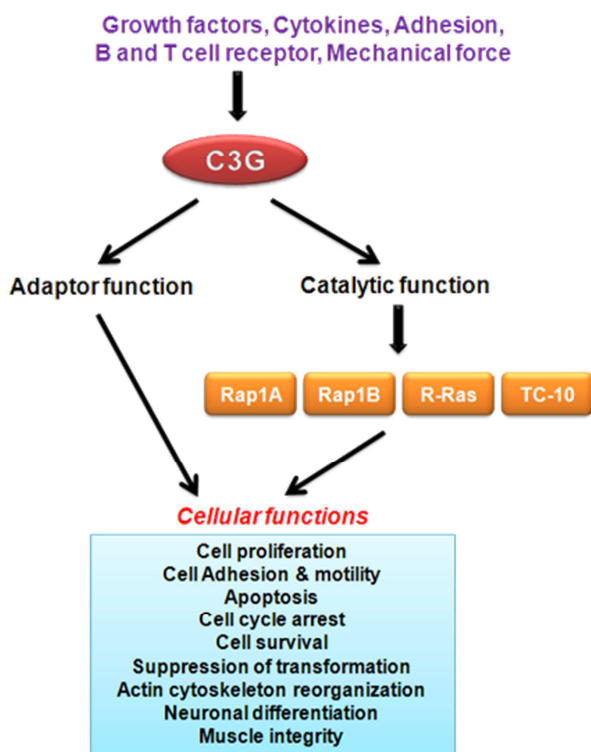 Growth factors, Cytokines, Adhesion,
B and T cell receptor, Mechanical force
C3G
Adaptor function
Catalytic function
Rap1A
Rap1B
R-Ras
TC-10
Cellular functions
Cell proliferation
Cell Adhesion & motility
Apoptosis
Cell cycle arrest
Cell survival
Suppression of transformation
Actin cytoskeleton reorganization
Neuronal differentiation
Muscle integrity